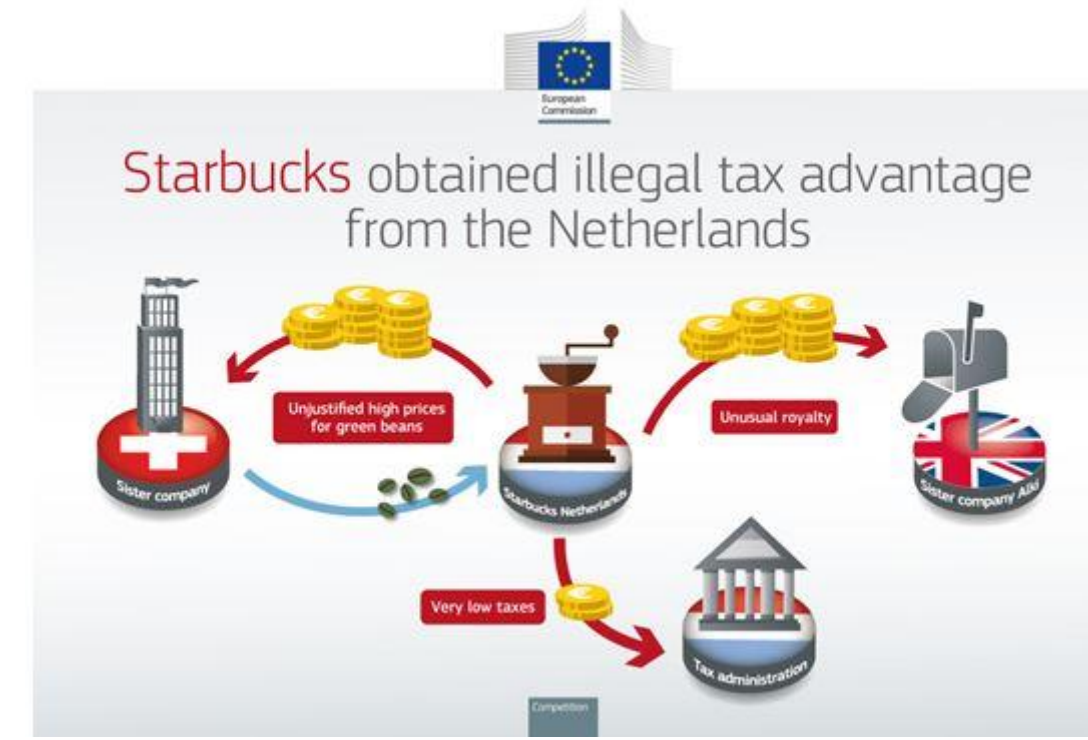 European
Commission
Starbucks obtained illegal tax advantage
from the Netherlands
Unjustified high prices
for green beans
Unusual royalty
Sister company
Starbucks Netherlands
Sister company Alki
Very low taxes
Tax administration
Competition